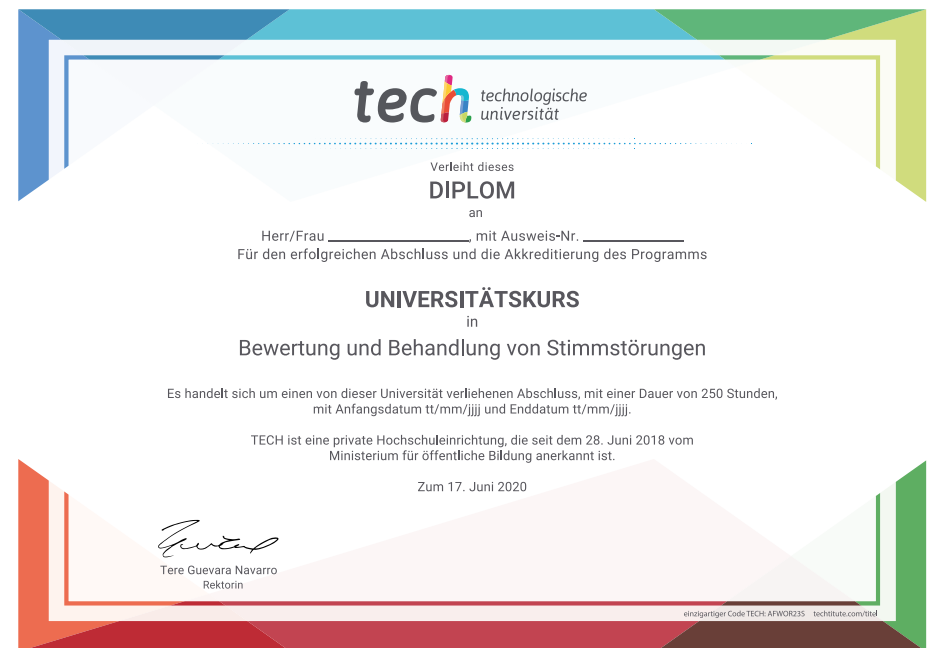 tech technologische
universität
Verleiht dieses
DIPLOM
an
Herr/Frau ____________________, mit Ausweis-Nr. ______________
Für den erfolgreichen Abschluss und die Akkreditierung des Programms
UNIVERSITÄTSKURS
in
Bewertung und Behandlung von Stimmstörungen
Es handelt sich um einen von dieser Universität verliehenen Abschluss, mit einer Dauer von 250 Stunden,
mit Anfangsdatum tt/mm/jjjj und Enddatum tt/mm/jjjj.
TECH ist eine private Hochschuleinrichtung, die seit dem 28. Juni 2018 vom
Ministerium für öffentliche Bildung anerkannt ist.
Zum 17. Juni 2020
Tere Guevara Navarro
Rektorin
einzigartiger Code TECH: AFWOR23S techtitute.com/titel